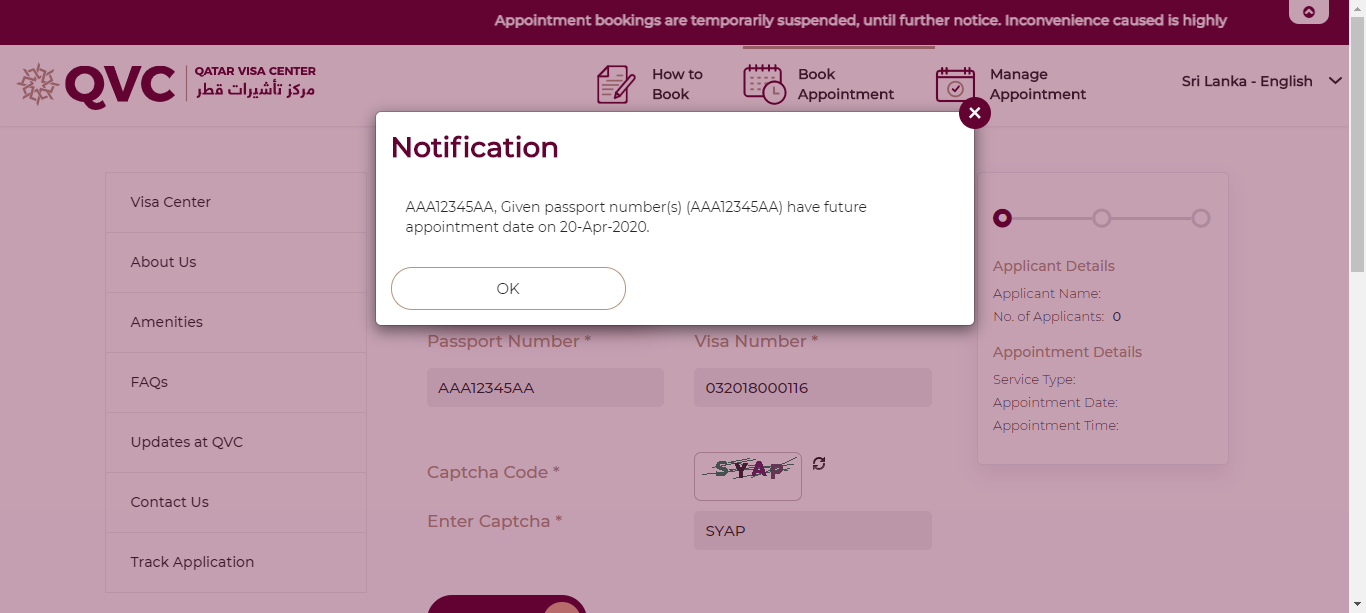 Appointment bookings are temporarily suspended, until further notice. Inconvenience caused is highly
QVC
QATAR VISA CENTER
مركز تأشيرات قطر
How to
Book
Book
Appointment
Manage
Appointment
Sri Lanka - English
Notification
AAA12345AA, Given passport number(s) (AAA12345AA) have future
appointment date on 20-Apr-2020.
OK
Visa Center
About Us
Amenities
FAQs
Updates at QVC
Contact Us
Track Application
Passport Number *
Visa Number *
AAA12345AA
032018000116
Captcha Code *
SYAP
Enter Captcha *
SYAP
Applicant Details
Applicant Name:
No. of Applicants: 0
Appointment Details
Service Type:
Appointment Date:
Appointment Time: